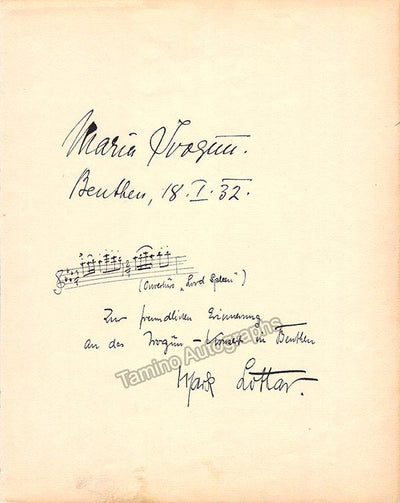 Maria Ivogün.
Beuthen, 18.I.32.
(Ouvertüre „Lord Spleen")
Zur freundlichen Erinnerung
an das Ivogün-Konzert in Beuthen
Mark Lothar.
Tamino Autographs